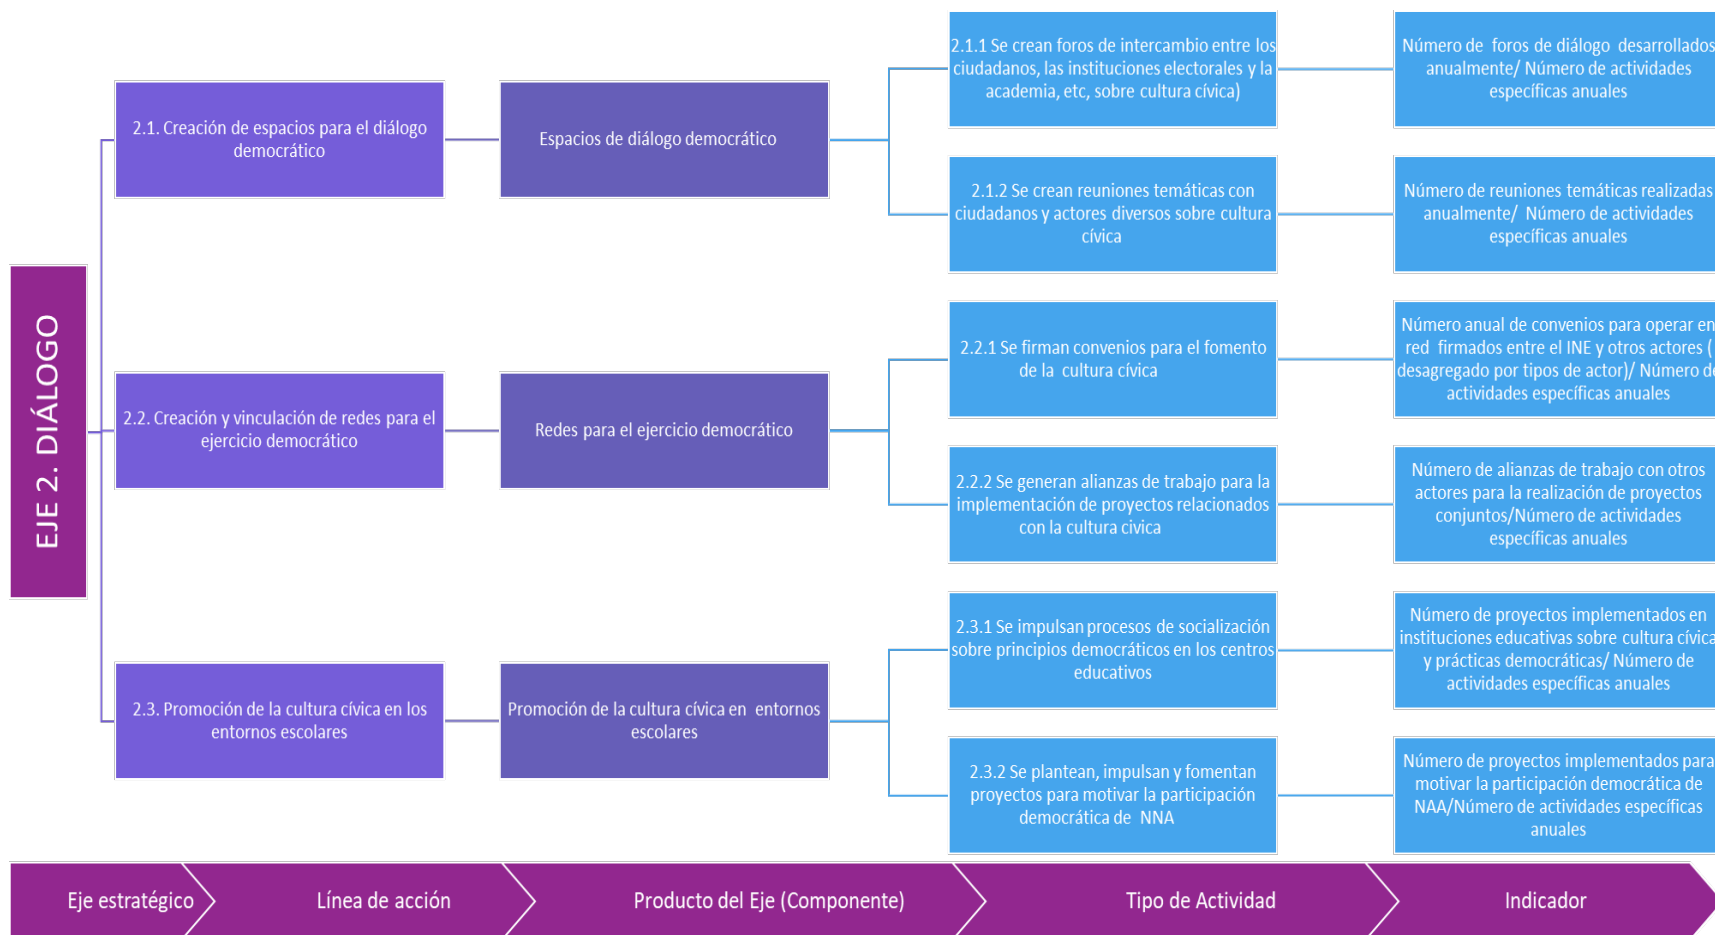 EJE 2. DIÁLOGO
2.1. Creación de espacios para el diálogo
democrático
Espacios de diálogo democrático
2.1.1 Se crean foros de intercambio entre los
ciudadanos, las instituciones electorales y la
academia, etc, sobre cultura cívica)
Número de foros de diálogo desarrollados
anualmente/ Número de actividades
específicas anuales
2.1.2 Se crean reuniones temáticas con
ciudadanos y actores diversos sobre cultura
cívica
Número de reuniones temáticas realizadas
anualmente/ Número de actividades
específicas anuales
2.2. Creación y vinculación de redes para el
ejercicio democrático
Redes para el ejercicio democrático
2.2.1 Se firman convenios para el fomento
de la cultura cívica
Número anual de convenios para operar en
red firmados entre el INE y otros actores (
desagregado por tipos de actor)/ Número de
actividades específicas anuales
2.2.2 Se generan alianzas de trabajo para la
implementación de proyectos relacionados
con la cultura civica
Número de alianzas de trabajo con otros
actores para la realización de proyectos
conjuntos/Número de actividades
específicas anuales
2.3. Promoción de la cultura cívica en los
entornos escolares
Promoción de la cultura cívica en entornos
escolares
2.3.1 Se impulsan procesos de socialización
sobre principios democráticos en los centros
educativos
Número de proyectos implementados en
instituciones educativas sobre cultura cívica
y prácticas democráticas/ Número de
actividades específicas anuales
2.3.2 Se plantean, impulsan y fomentan
proyectos para motivar la participación
democrática de NNA
Número de proyectos implementados para
motivar la participación democrática de
NAA/Número de actividades específicas
anuales
Eje estratégico
Línea de acción
Producto del Eje (Componente)
Tipo de Actividad
Indicador